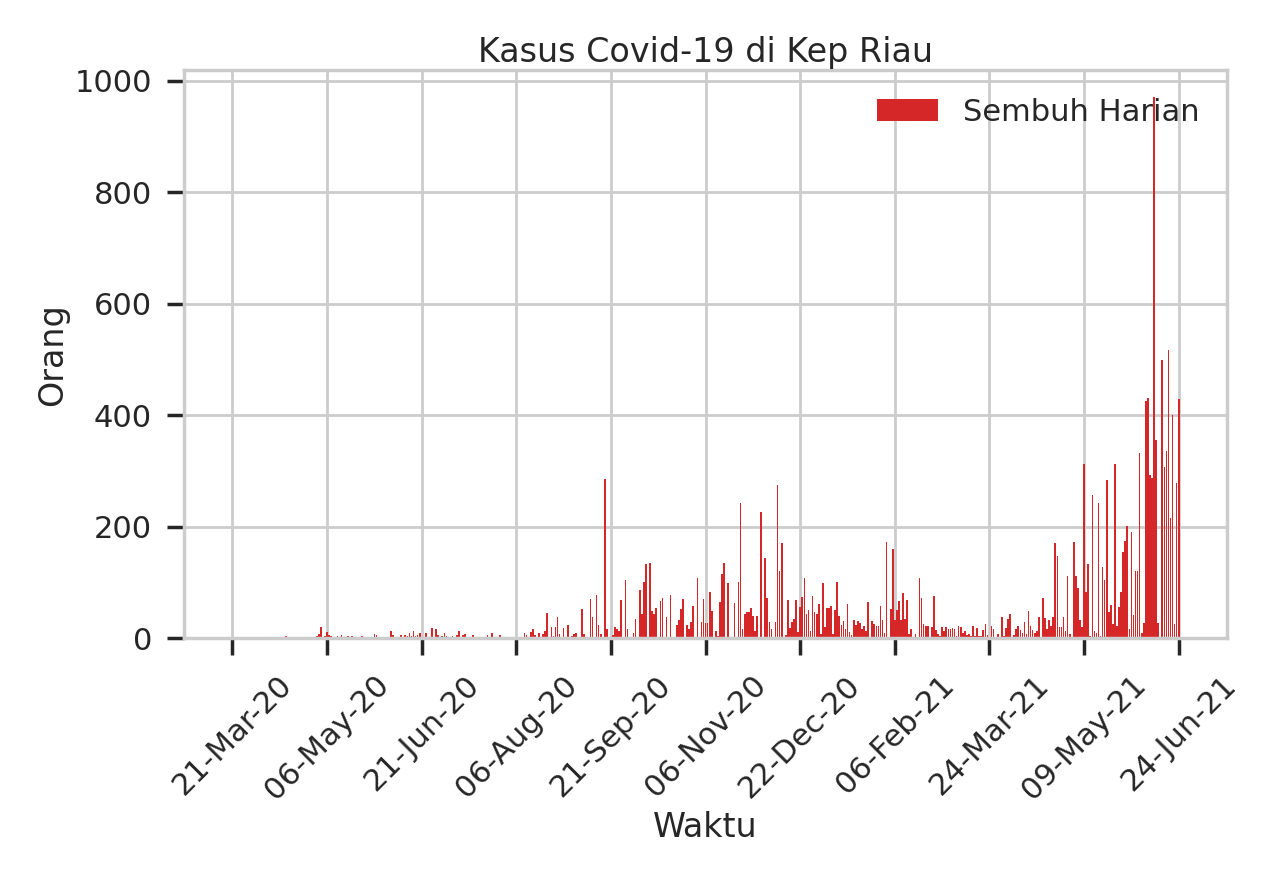 Kasus Covid-19 di Kep Riau
Sembuh Harian
1000
800
600
400
200
0
Orang
21-Mar-20
06-May-20
21-Jun-20
06-Aug-20
21-Sep-20
06-Nov-20
22-Dec-20
06-Feb-21
24-Mar-21
09-May-21
24-Jun-21
Waktu